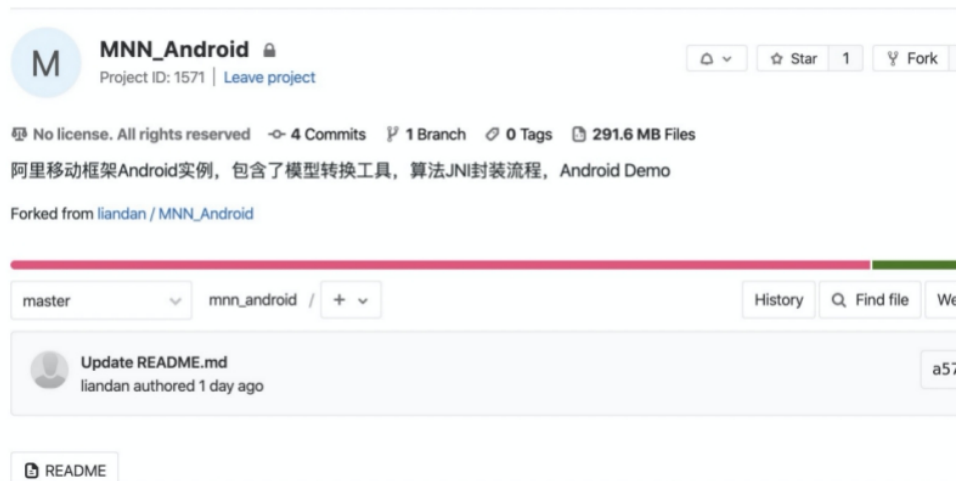 M
MNN_Android
Project ID: 1571 | Leave project
Star 1 Fork
No license. All rights reserved 4 Commits 1 Branch 0 Tags 291.6 MB Files
阿里移动框架Android实例，包含了模型转换工具，算法JNI封装流程，Android Demo
Forked from liandan / MNN_Android
master mnn_android / + History Find file We
Update README.md
liandan authored 1 day ago
a57
README